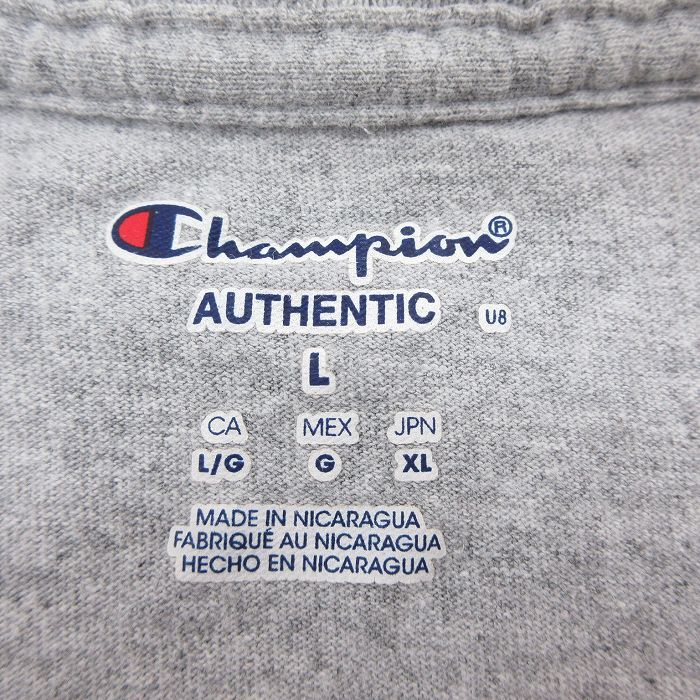 Champion®
AUTHENTIC U8
L
CA MEX JPN
L/G G XL
MADE IN NICARAGUA
FABRIQUÉ AU NICARAGUA
HECHO EN NICARAGUA